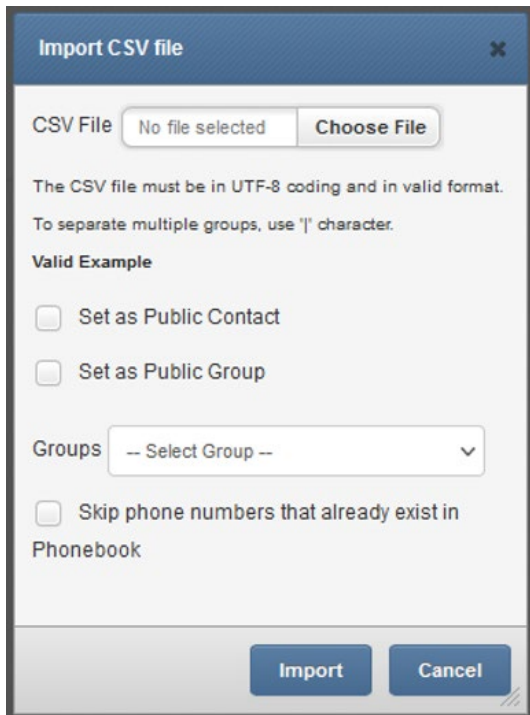 Import CSV file
CSV File No file selected Choose File
The CSV file must be in UTF-8 coding and in valid format.
To separate multiple groups, use '|' character.
Valid Example
Set as Public Contact
Set as Public Group
Groups -- Select Group --
Skip phone numbers that already exist in
Phonebook
Import Cancel